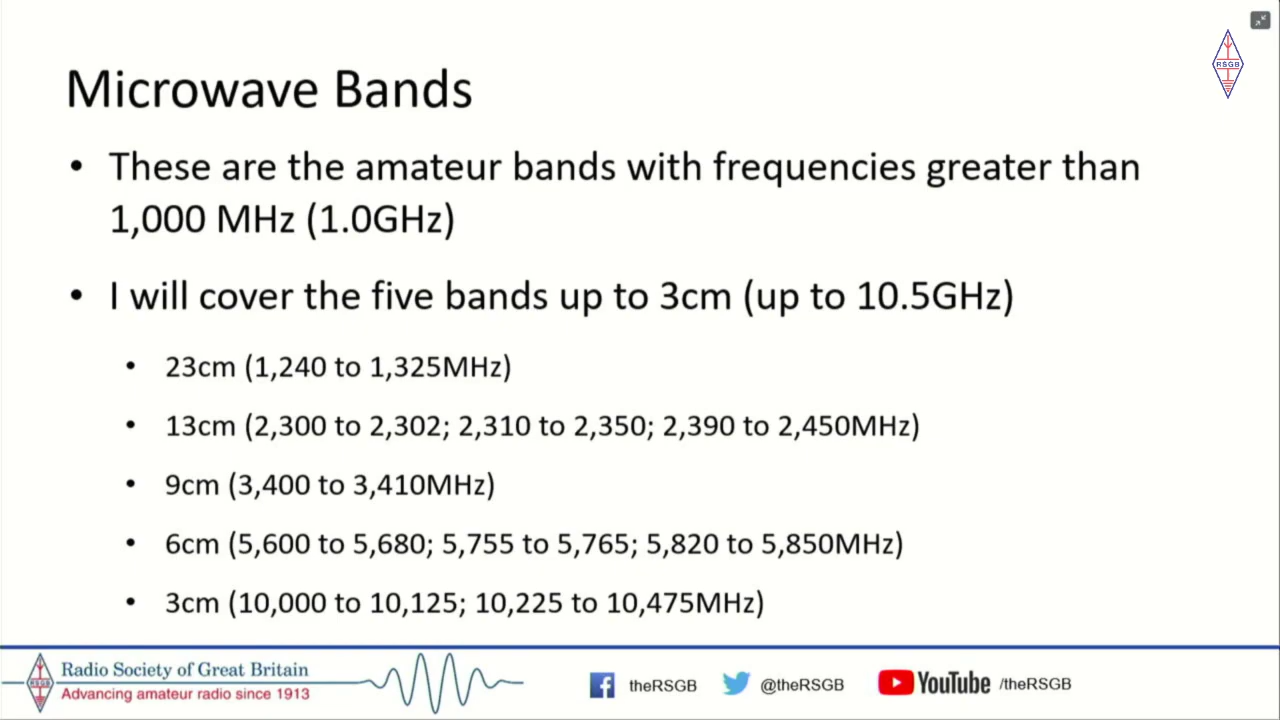 RSGB
Microwave Bands
• These are the amateur bands with frequencies greater than
1,000 MHz (1.0GHz)
• I will cover the five bands up to 3cm (up to 10.5GHz)
• 23cm (1,240 to 1,325MHz)
• 13cm (2,300 to 2,302; 2,310 to 2,350; 2,390 to 2,450MHz)
• 9cm (3,400 to 3,410MHz)
• 6cm (5,600 to 5,680; 5,755 to 5,765; 5,820 to 5,850MHz)
• 3cm (10,000 to 10,125; 10,225 to 10,475MHz)
RSGB
Radio Society of Great Britain
Advancing amateur radio since 1913
theRSGB
@theRSGB
YouTube /theRSGB